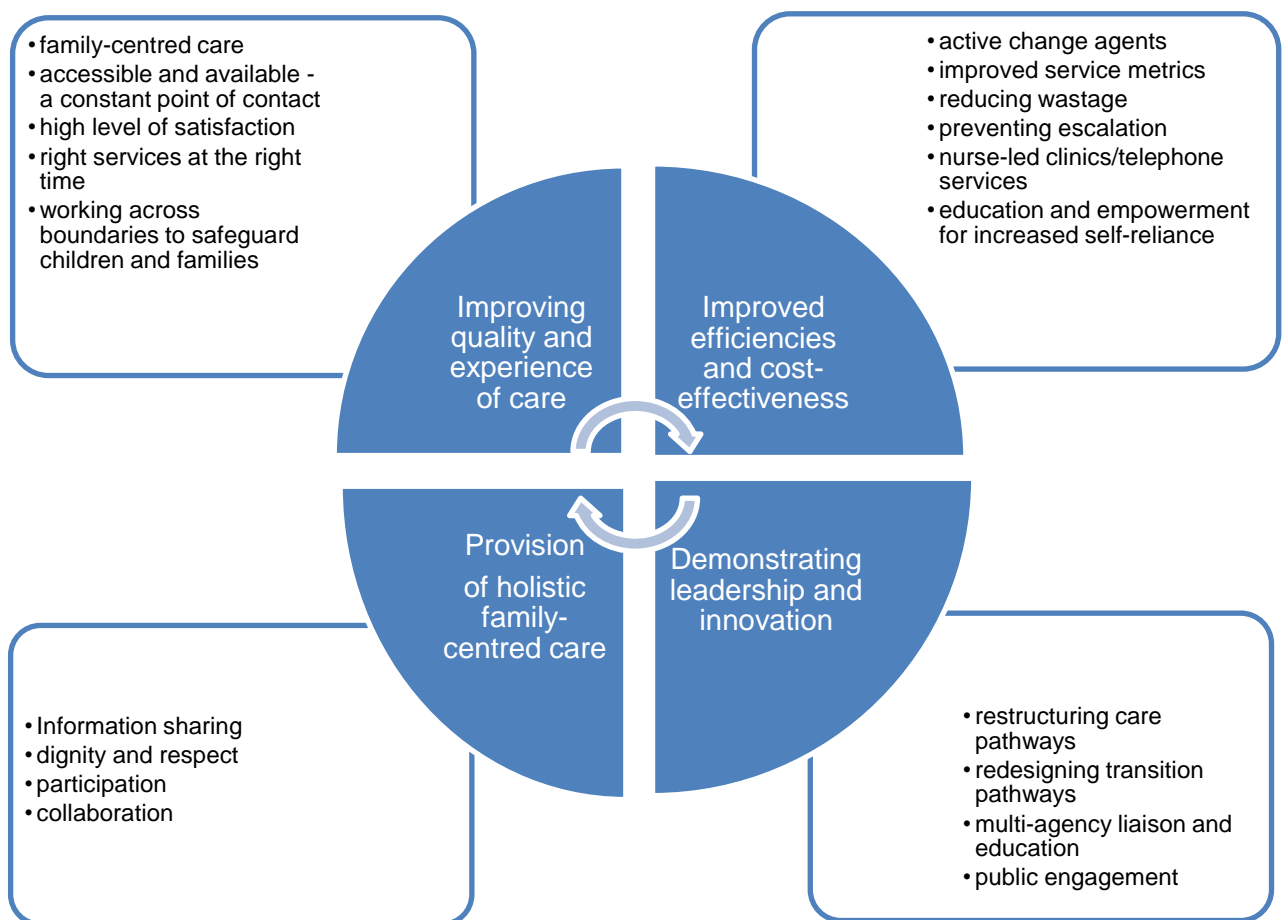 • family-centred care
• accessible and available -
a constant point of contact
• high level of satisfaction
• right services at the right
time
• working across
boundaries to safeguard
children and families
• active change agents
• improved service metrics
• reducing wastage
• preventing escalation
• nurse-led clinics/telephone
services
• education and empowerment
for increased self-reliance
Improving
quality and
experience
of care
Improved
efficiencies
and cost-
effectiveness
Provision
of holistic
family-
centred care
Demonstrating
leadership and
innovation
• Information sharing
• dignity and respect
• participation
• collaboration
• restructuring care
pathways
• redesigning transition
pathways
• multi-agency liaison and
education
• public engagement